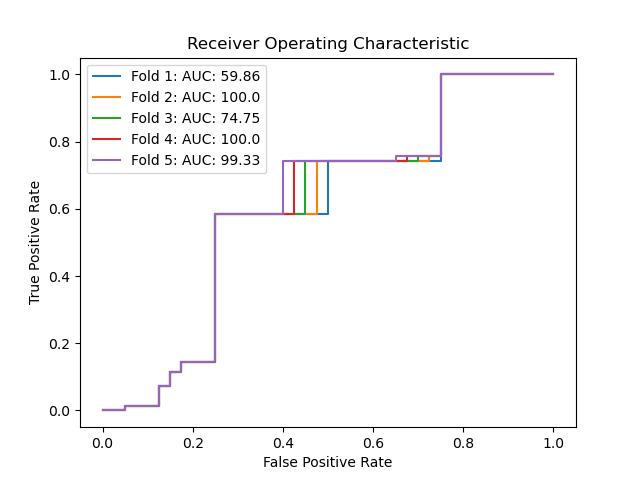 Receiver Operating Characteristic
Fold 1: AUC: 59.86
Fold 2: AUC: 100.0
Fold 3: AUC: 74.75
Fold 4: AUC: 100.0
Fold 5: AUC: 99.33
True Positive Rate
1.0
0.8
0.6
0.4
0.2
0.0
0.0 0.2 0.4 0.6 0.8 1.0
False Positive Rate